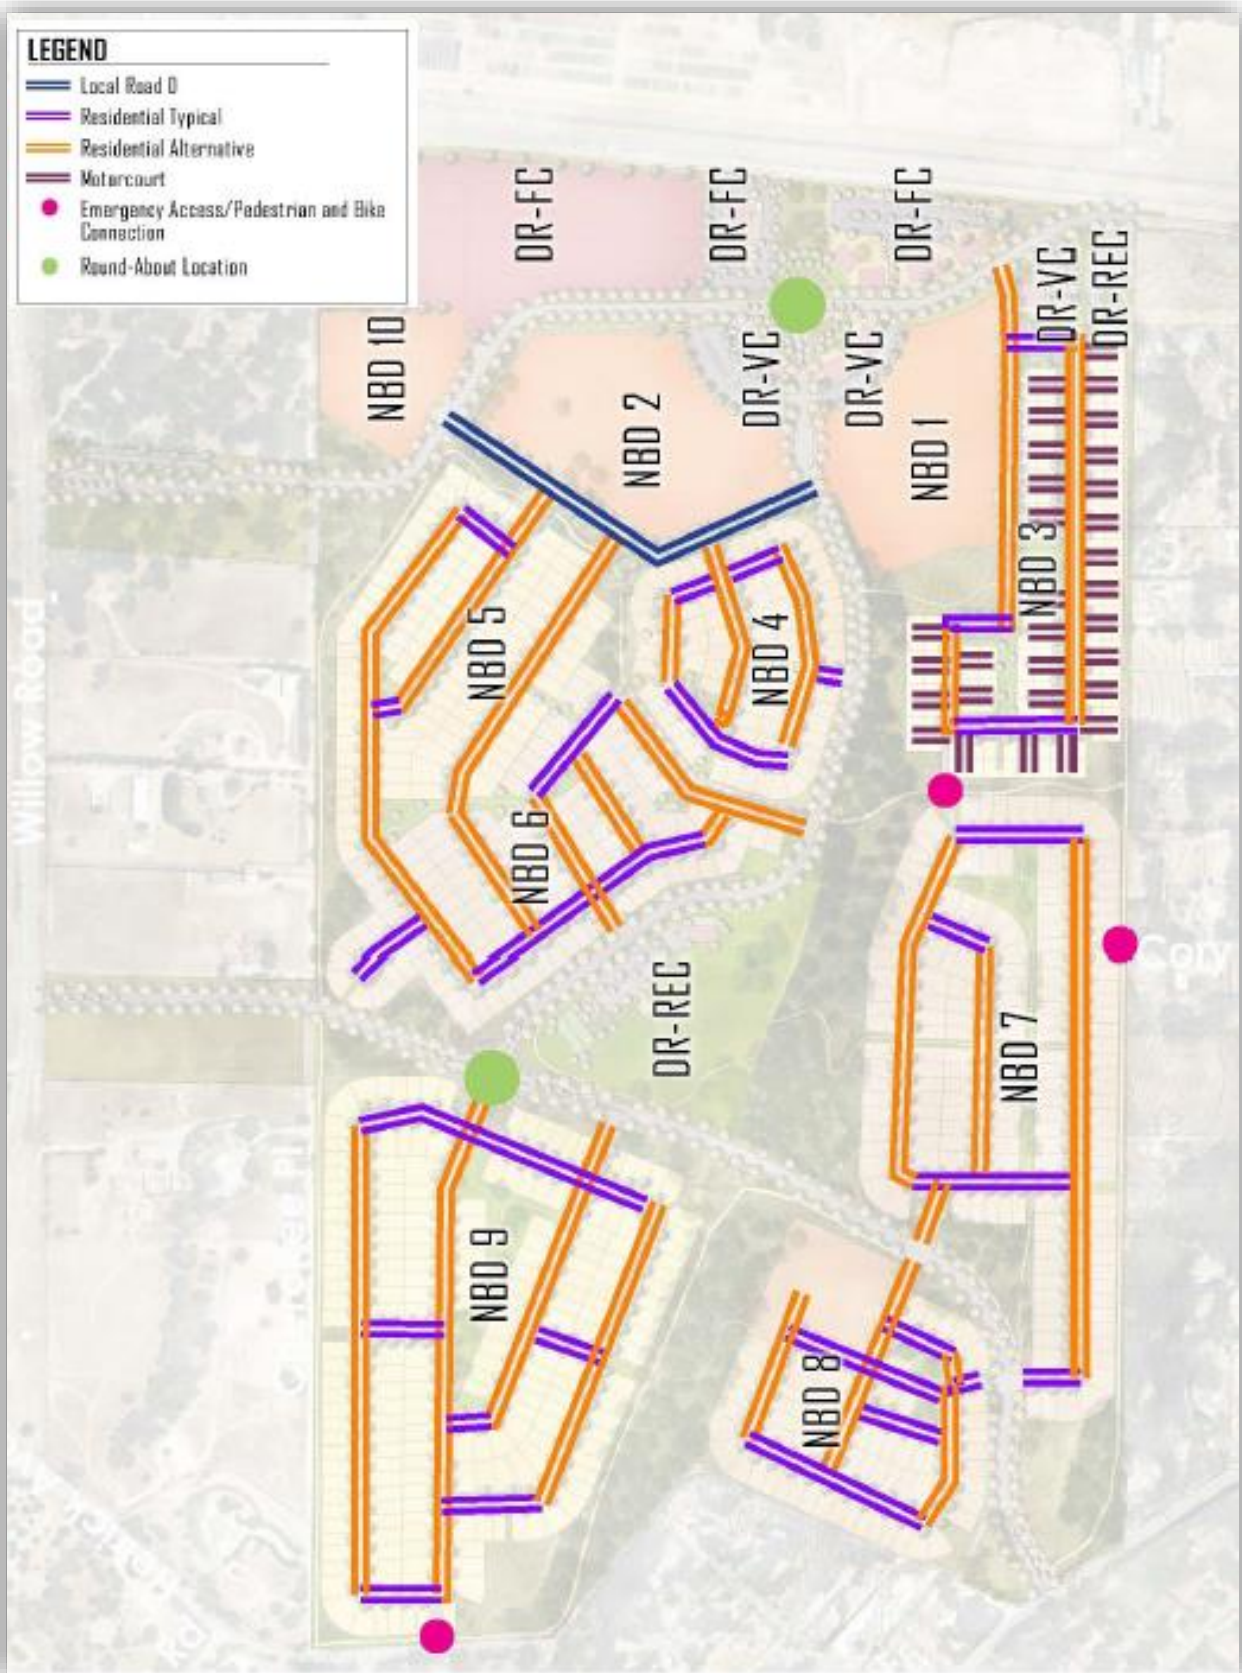 LEGEND
Local Road D
Residential Typical
Residential Alternative
Motorcourt
Emergency Access/Pedestrian and Bike
Connection
Round-About Location
DR-FC
DR-FC
DR-FC
DR-VC
DR-REC
NBD 10
NBD 2
DR-VC
DR-VC
NBD 1
NBD 3
NBD 5
NBD 4
Willow Road
NBD 6
Cory
DR-REC
NBD 7
NBD 9
NBD 8